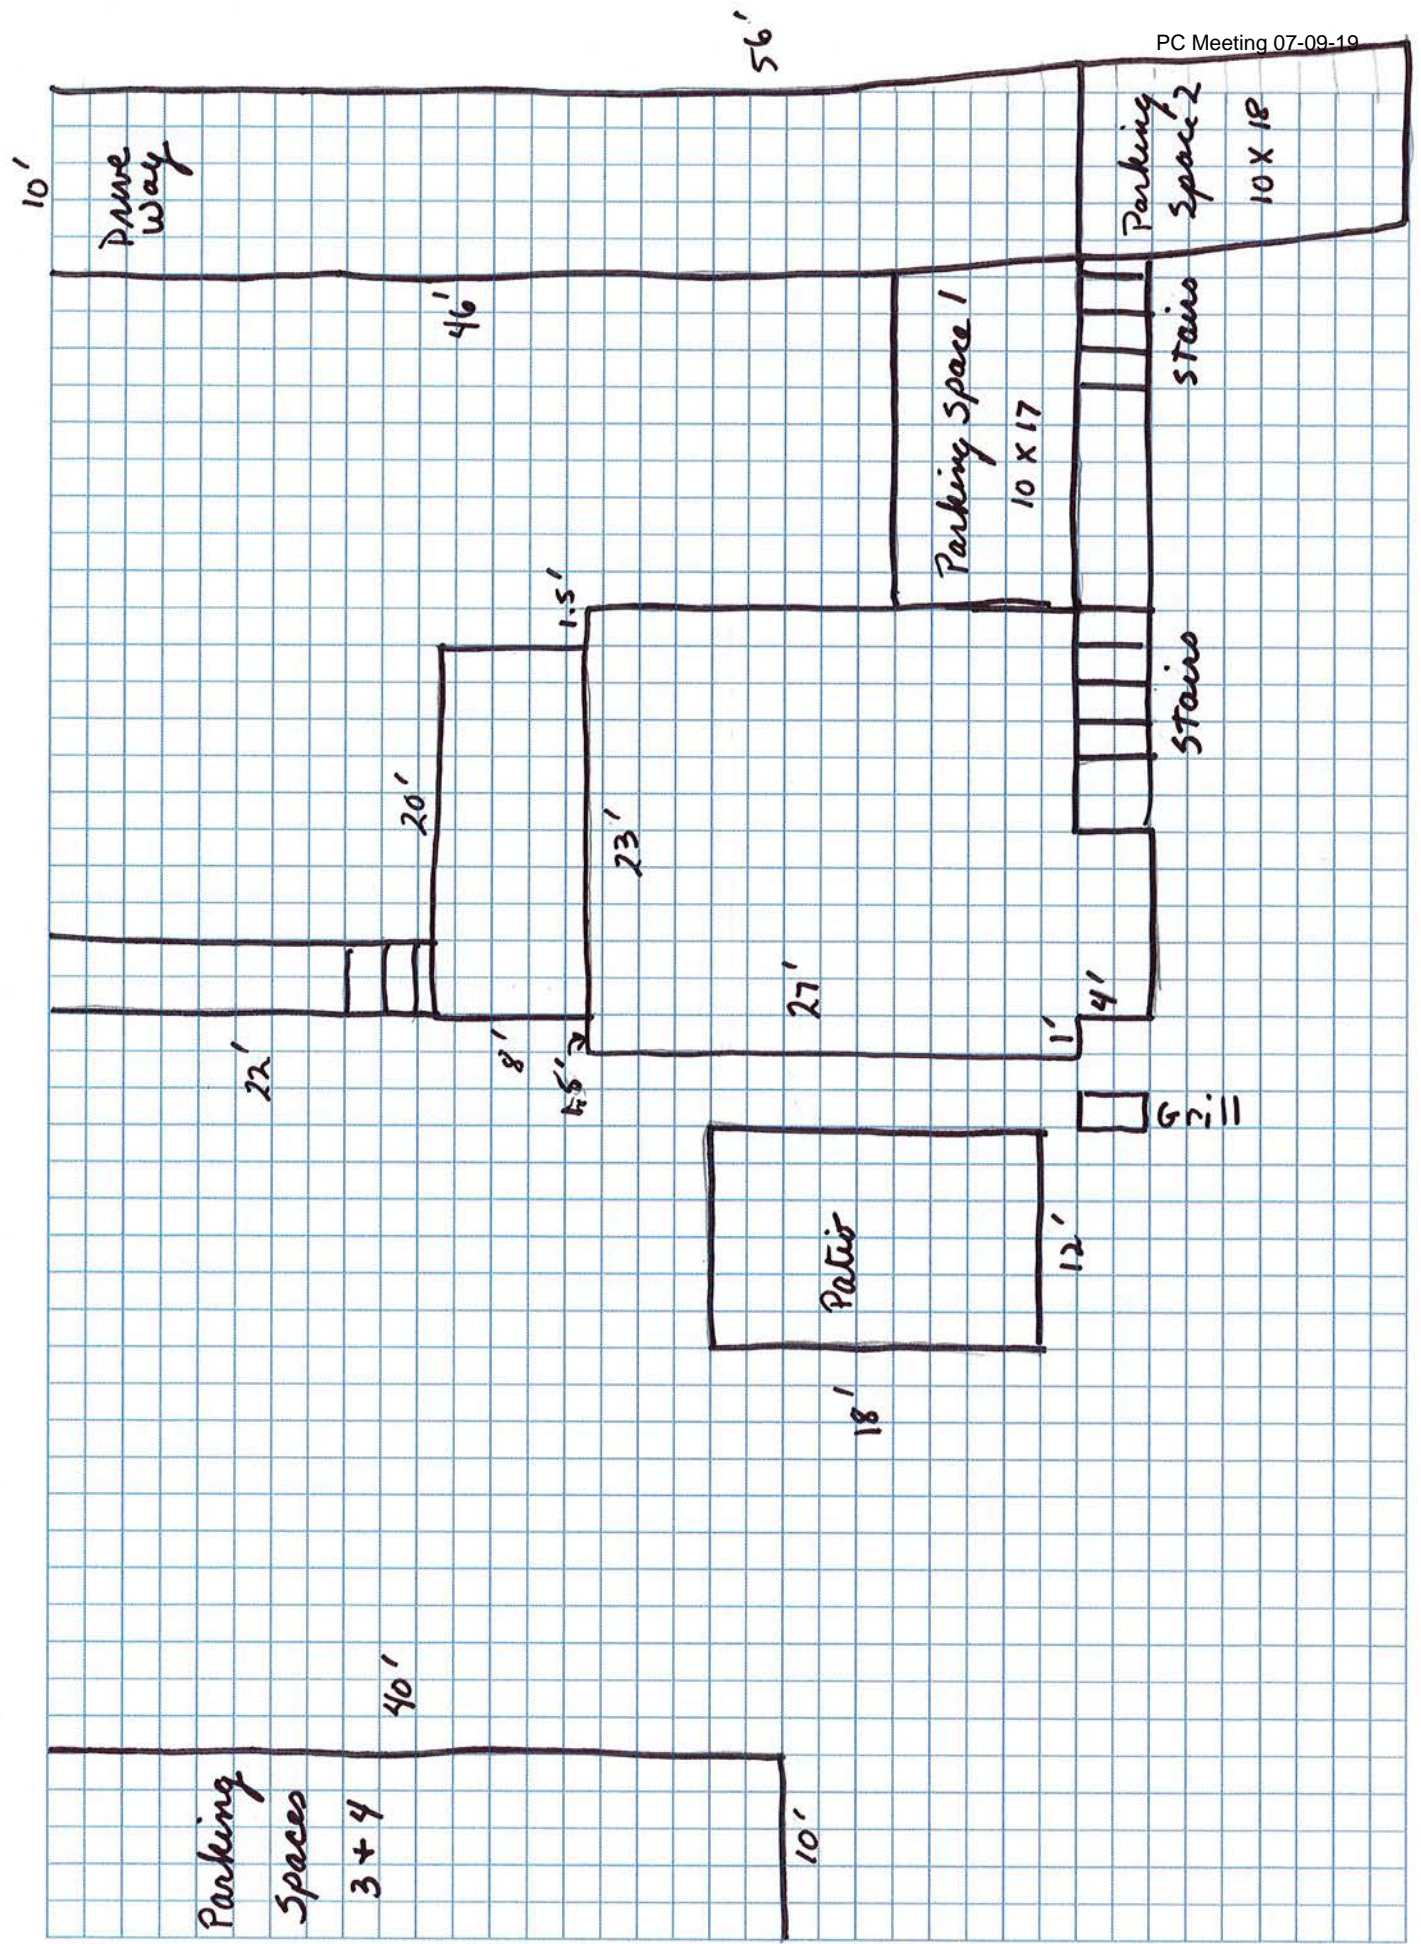 PC Meeting 07-09-19
10'
Drive
Way
56'
46'
Parking
Space 2
10 X 18
Parking Space 1
10 X 17
Stairs
Stairs
1.5'
20'
23'
22'
8'
1.5'
27'
1'
4'
Grill
Patio
12'
18'
40'
Parking
Spaces
3 + 4
10'